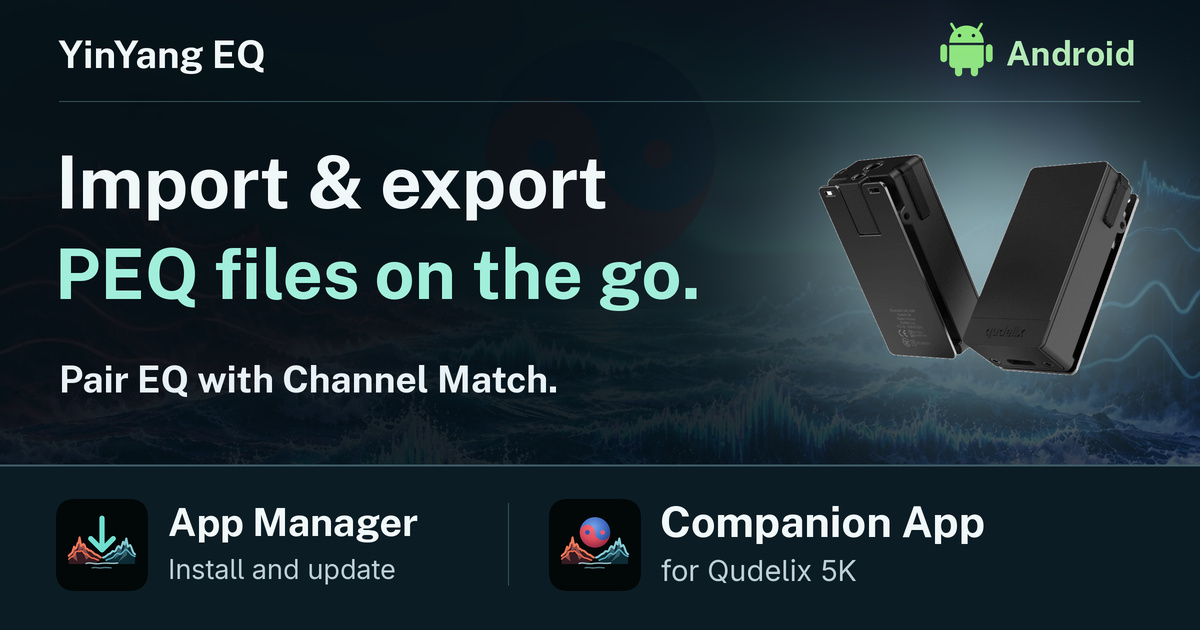 YinYang EQ
Android
Import & export
PEQ files on the go.
qudelix
Pair EQ with Channel Match.
App Manager
Install and update
Companion App
for Qudelix 5K